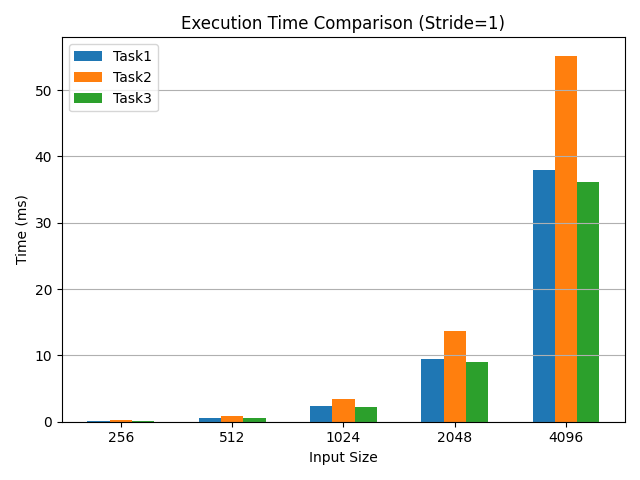 Execution Time Comparison (Stride=1)
Task1
Task2
Task3
Time (ms)
50
40
30
20
10
0
256
512
1024
2048
4096
Input Size